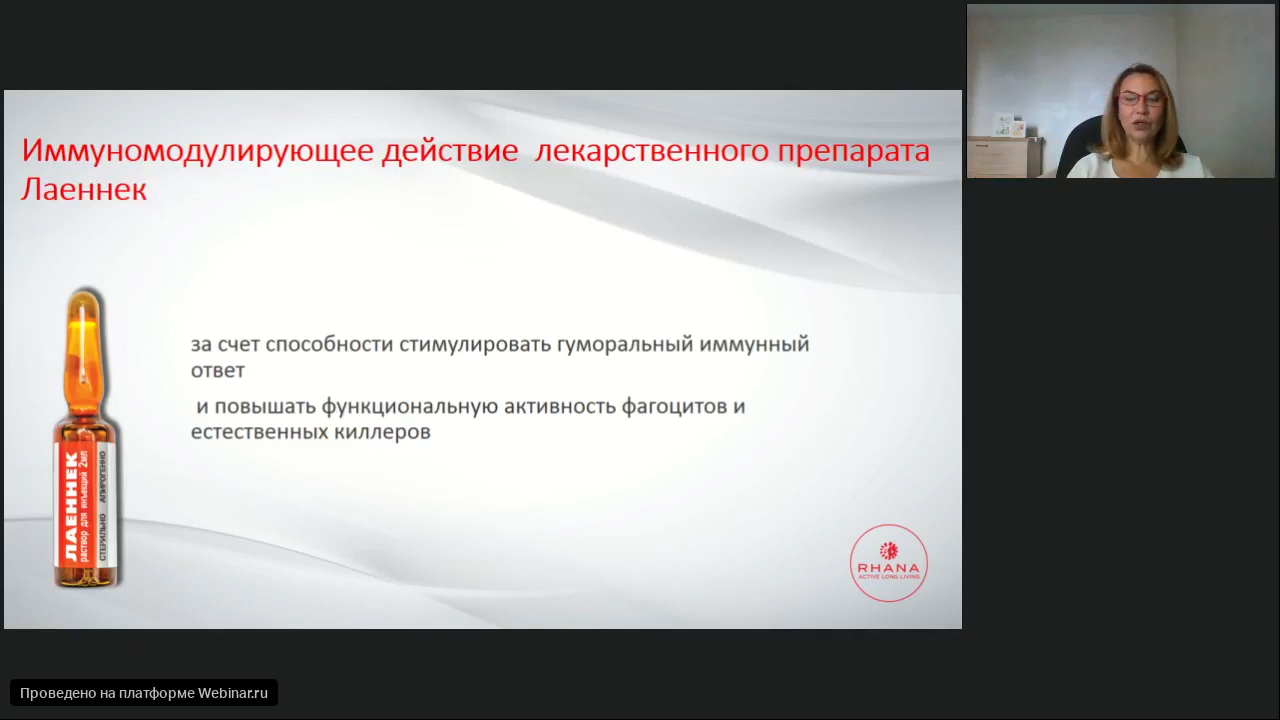 Иммуномодулирующее действие лекарственного препарата
Лаеннек
за счет способности стимулировать гуморальный иммунный
ответ
и повышать функциональную активность фагоцитов и
естественных киллеров
ЛАЕННЕК
раствор для инъекций 2мл
СТЕРИЛЬНО АПИРОГЕННО
RHANA
ACTIVE LONG LIVING
Проведено на платформе Webinar.ru